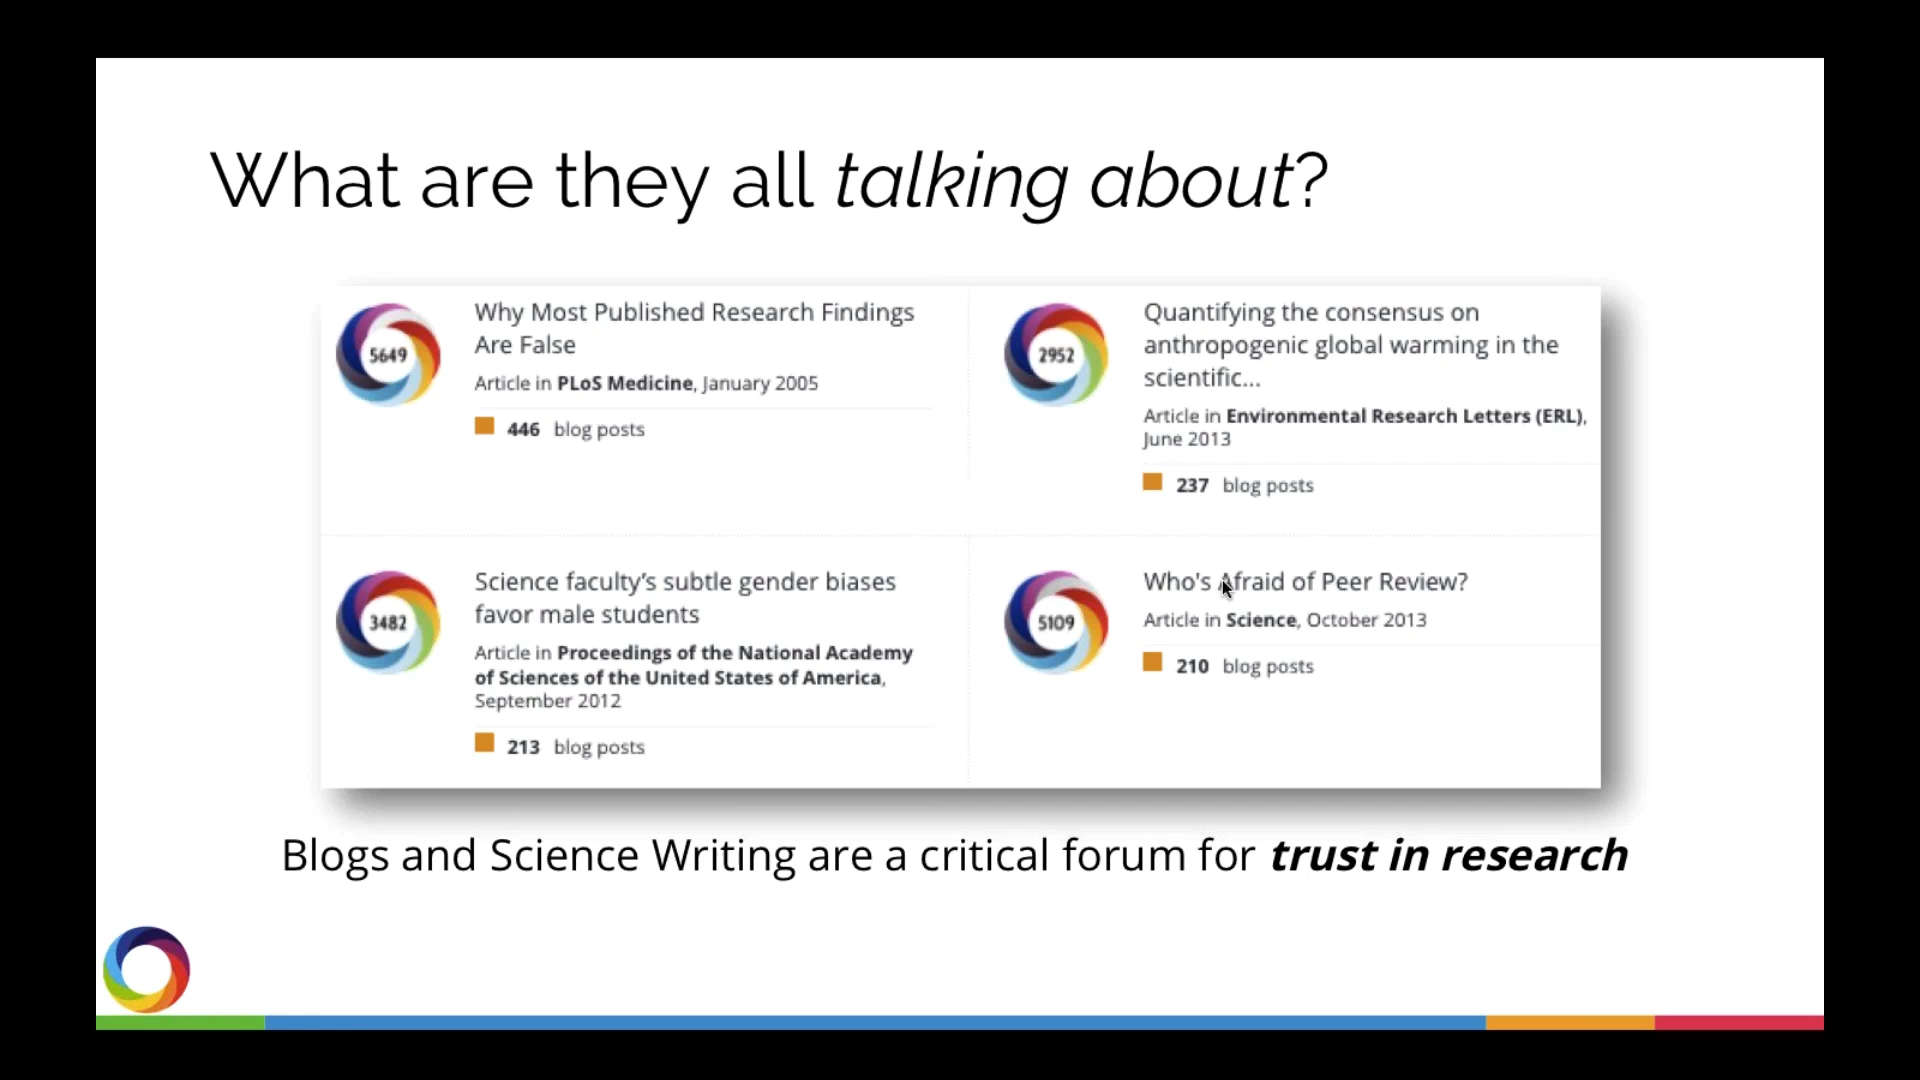 What are they all talking about?
5649
Why Most Published Research Findings
Are False
Article in PLoS Medicine, January 2005
446 blog posts
2952
Quantifying the consensus on
anthropogenic global warming in the
scientific...
Article in Environmental Research Letters (ERL),
June 2013
237 blog posts
3482
Science faculty's subtle gender biases
favor male students
Article in Proceedings of the National Academy
of Sciences of the United States of America,
September 2012
213 blog posts
5109
Who's Afraid of Peer Review?
Article in Science, October 2013
210 blog posts
Blogs and Science Writing are a critical forum for trust in research